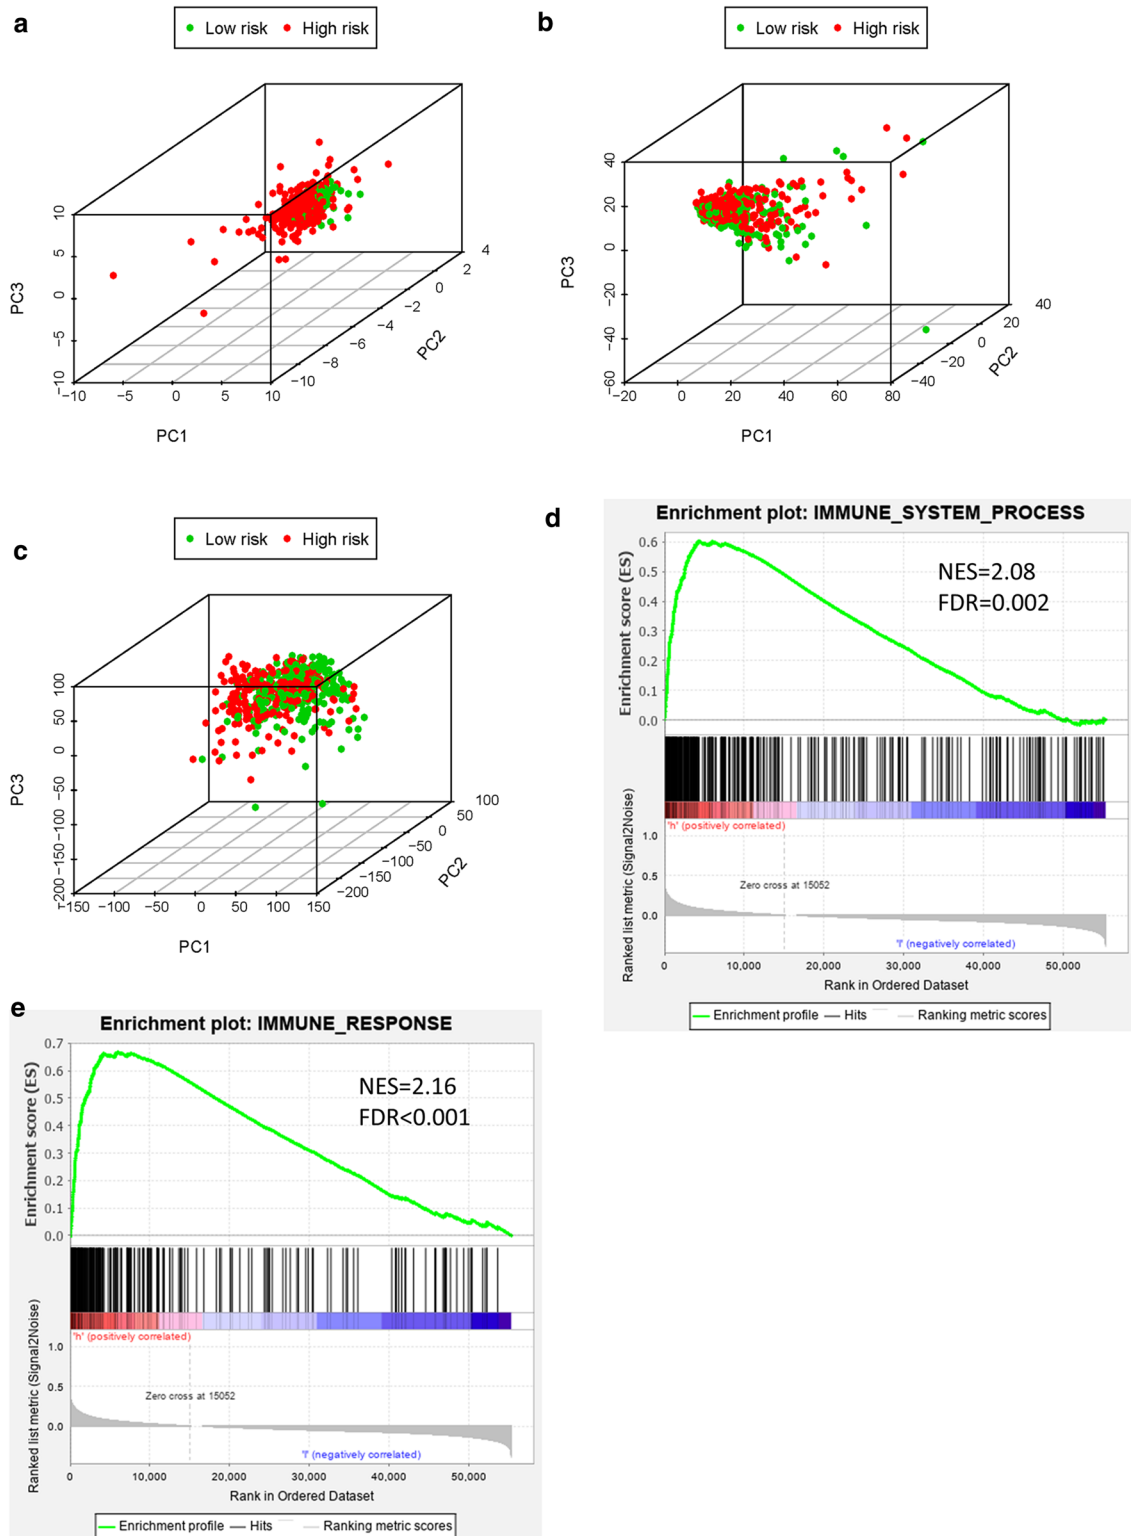 a
Low risk High risk
PC3
10
5
0
−5
−10
−10 −5 0 5 10
PC1
−10 −8 −6 −4 −2 0 2 4
PC2
b
Low risk High risk
PC3
40
20
0
−20
−40
−60
−20 0 20 40 60 80
PC1
−40 −20 0 20 40
PC2
c
Low risk High risk
PC3
100
50
0
−50
−100
−150
−200
−150 −100 −50 0 50 100 150
PC1
−200 −150 −100 −50 0 50 100
PC2
d
Enrichment plot: IMMUNE_SYSTEM_PROCESS
NES=2.08
FDR=0.002
Enrichment score (ES)
0.6
0.5
0.4
0.3
0.2
0.1
0.0
'h' (positively correlated)
Ranked list metric (Signal2Noise)
1.0
0.5
0.0
Zero cross at 15052
'l' (negatively correlated)
0 10,000 20,000 30,000 40,000 50,000
Rank in Ordered Dataset
Enrichment profile Hits Ranking metric scores
e
Enrichment plot: IMMUNE_RESPONSE
NES=2.16
FDR<0.001
Enrichment score (ES)
0.7
0.6
0.5
0.4
0.3
0.2
0.1
0.0
'h' (positively correlated)
Ranked list metric (Signal2Noise)
1.0
0.5
0.0
Zero cross at 15052
'l' (negatively correlated)
0 10,000 20,000 30,000 40,000 50,000
Rank in Ordered Dataset
Enrichment profile Hits Ranking metric scores